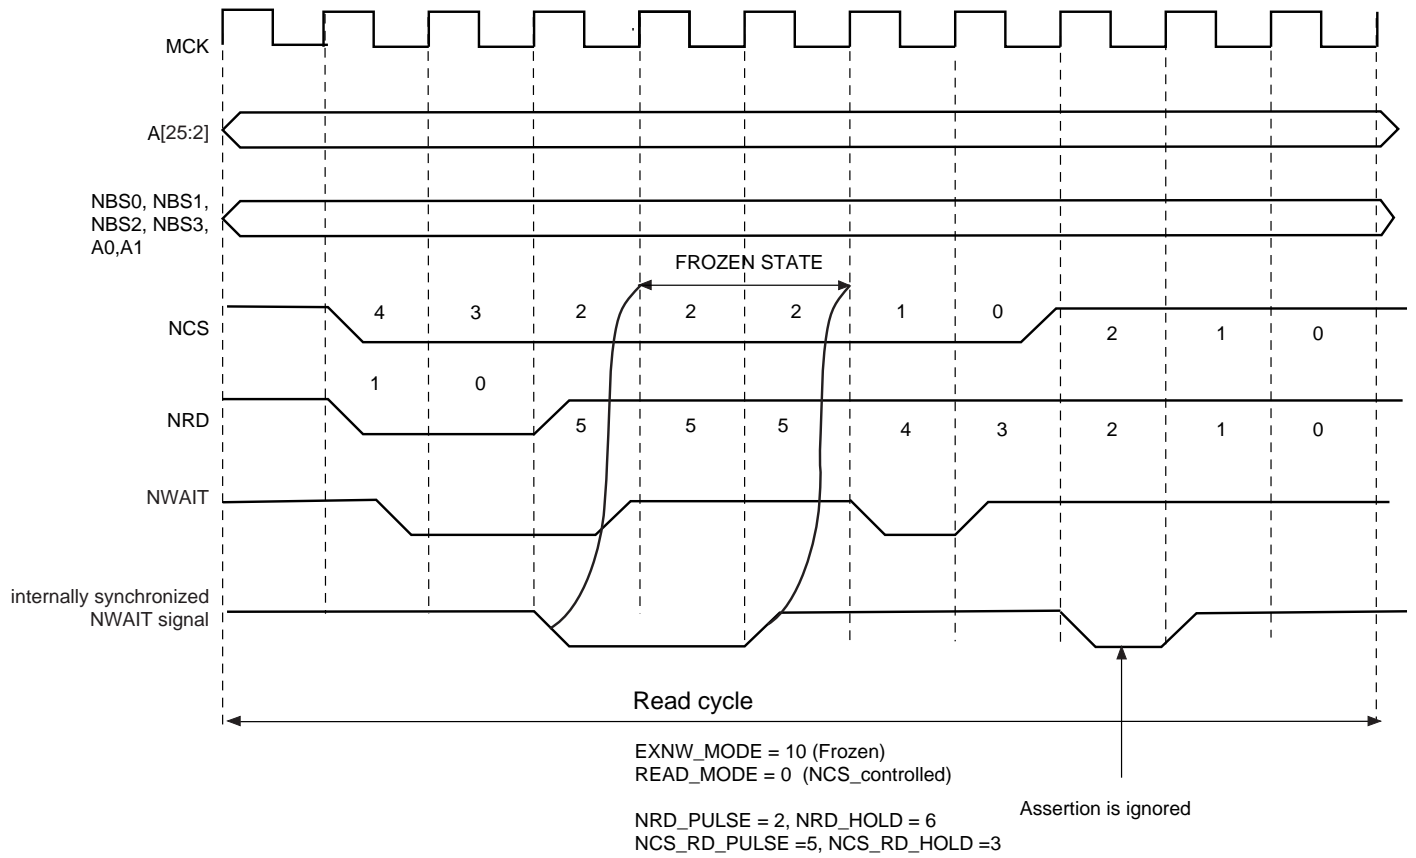 MCK
A[25:2]
NBS0, NBS1,
NBS2, NBS3,
A0,A1
FROZEN STATE
NCS
4 3 2 2 2 1 0
2 1 0
1 0
NRD
5 5 5 4 3 2 1 0
NWAIT
internally synchronized
NWAIT signal
Read cycle
EXNW_MODE = 10 (Frozen)
READ_MODE = 0 (NCS_controlled)
Assertion is ignored
NRD_PULSE = 2, NRD_HOLD = 6
NCS_RD_PULSE =5, NCS_RD_HOLD =3